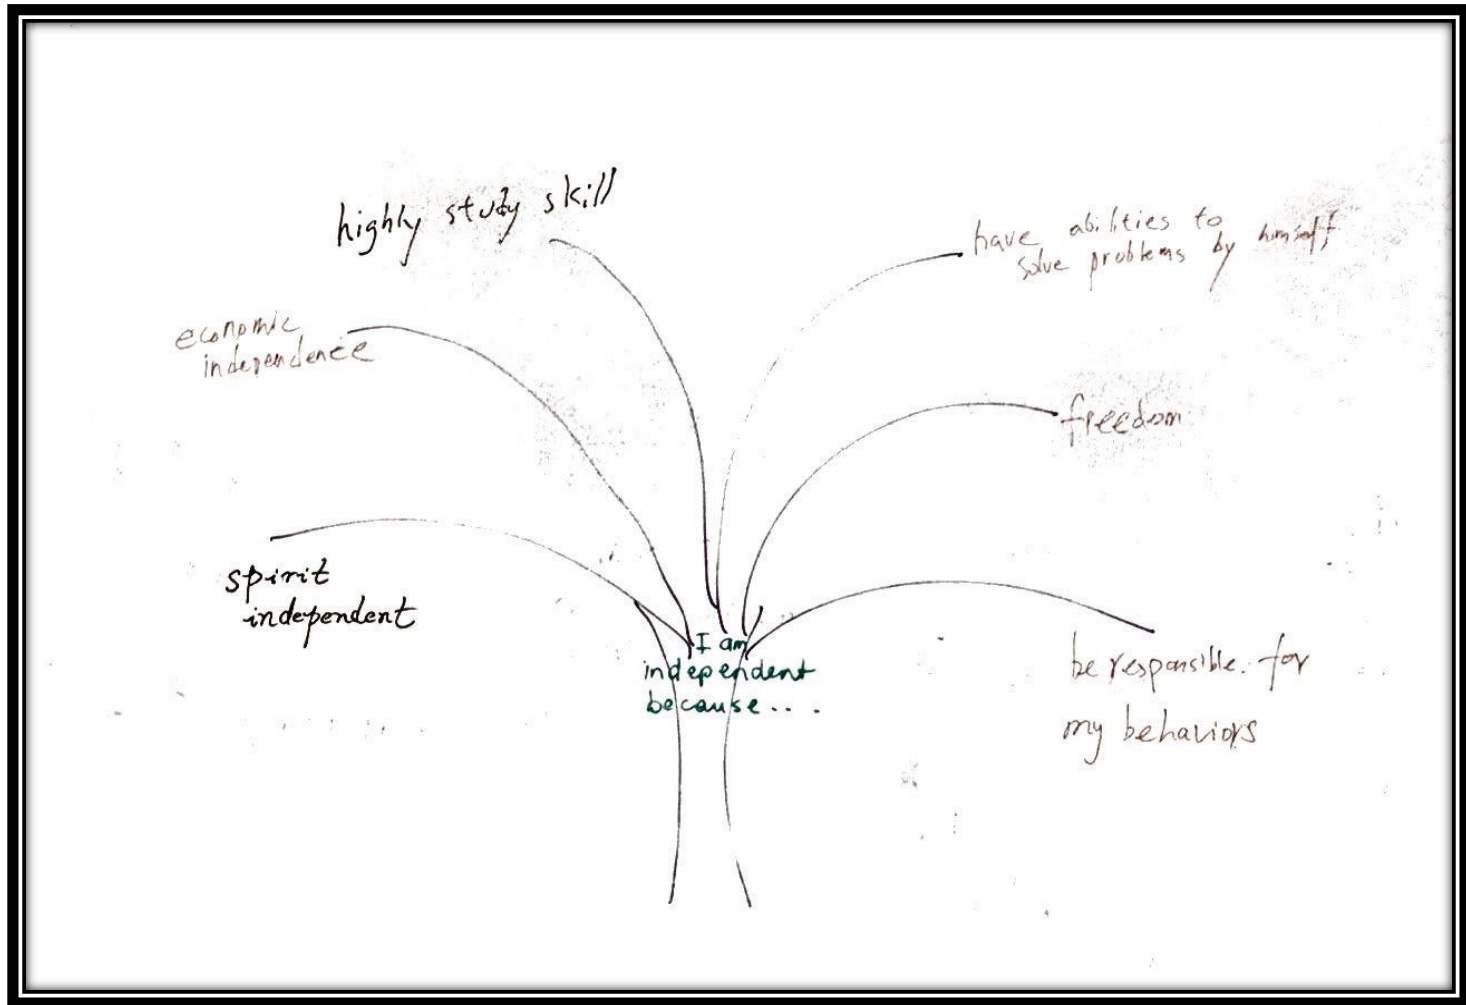 highly study skill
have abilities to
solve problems by himself
economic
independence
freedom
spirit
independent
I am
independent
because....
be responsible. for
my behaviors